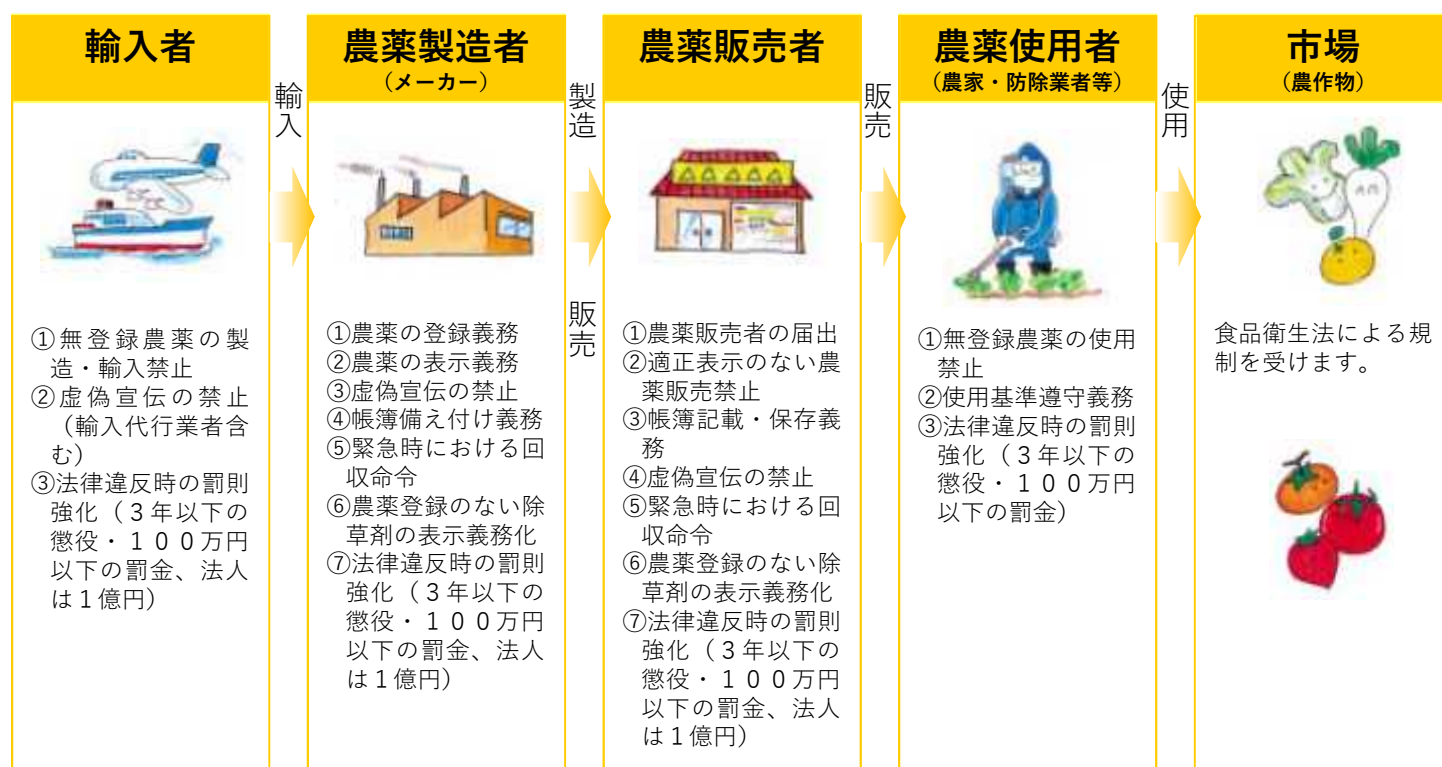 輸入者
①無登録農薬の製
造・輸入禁止
②虚偽宣伝の禁止
（輸入代行業者含
む）
③法律違反時の罰則
強化（３年以下の
懲役・１００万円
以下の罰金、法人
は１億円）
輸入
農薬製造者
（メーカー）
①農薬の登録義務
②農薬の表示義務
③虚偽宣伝の禁止
④帳簿備え付け義務
⑤緊急時における回
収命令
⑥農薬登録のない除
草剤の表示義務化
⑦法律違反時の罰則
強化（３年以下の
懲役・１００万円
以下の罰金、法人
は１億円）
製造
販売
農薬販売者
①農薬販売者の届出
②適正表示のない農
薬販売禁止
③帳簿記載・保存義
務
④虚偽宣伝の禁止
⑤緊急時における回
収命令
⑥農薬登録のない除
草剤の表示義務化
⑦法律違反時の罰則
強化（３年以下の
懲役・１００万円
以下の罰金、法人
は１億円）
販売
農薬使用者
（農家・防除業者等）
①無登録農薬の使用
禁止
②使用基準遵守義務
③法律違反時の罰則
強化（３年以下の
懲役・１００万円
以下の罰金）
使用
市場
（農作物）
食品衛生法による規
制を受けます。